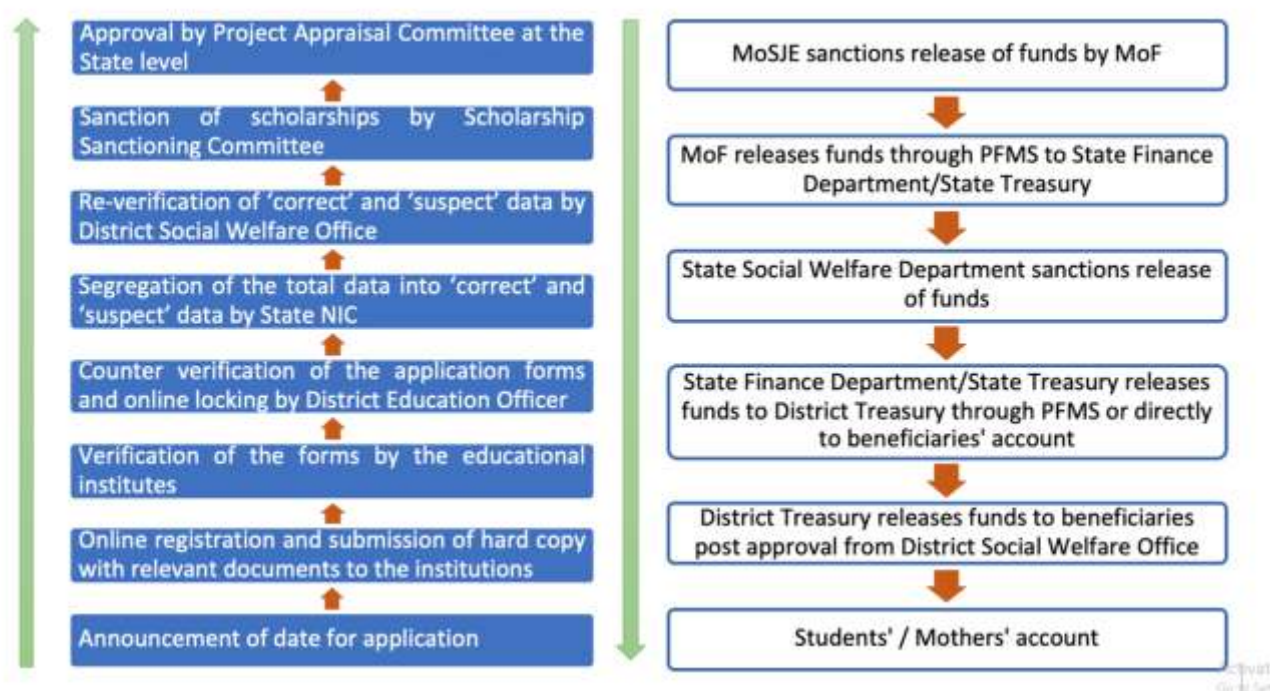 Approval by Project Appraisal Committee at the
State level
Sanction of scholarships by Scholarship
Sanctioning Committee
Re-verification of ‘correct’ and ‘suspect’ data by
District Social Welfare Office
Segregation of the total data into ‘correct’ and
‘suspect’ data by State NIC
Counter verification of the application forms
and online locking by District Education Officer
Verification of the forms by the educational
institutes
Online registration and submission of hard copy
with relevant documents to the institutions
Announcement of date for application
MoSJE sanctions release of funds by MoF
MoF releases funds through PFMS to State Finance
Department/State Treasury
State Social Welfare Department sanctions release
of funds
State Finance Department/State Treasury releases
funds to District Treasury through PFMS or directly
to beneficiaries' account
District Treasury releases funds to beneficiaries
post approval from District Social Welfare Office
Students' / Mothers' account